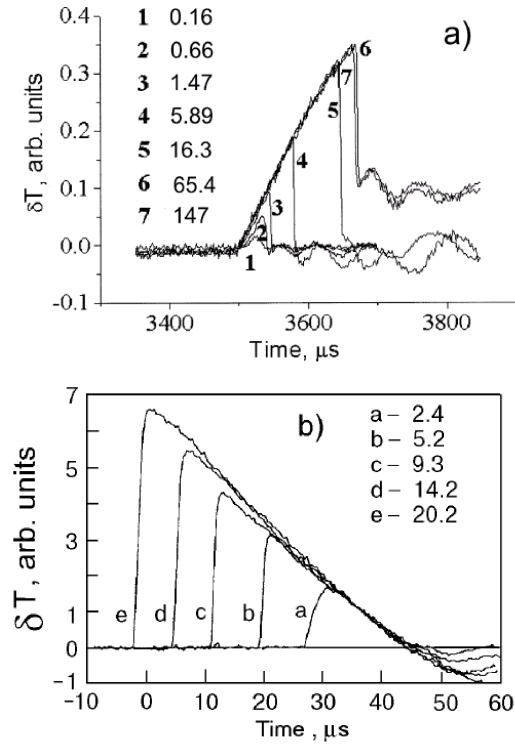 a)
1 0.16
2 0.66
3 1.47
4 5.89
5 16.3
6 65.4
7 147
δT, arb. units
0.4
0.3
0.2
0.1
0.0
-0.1
1
2
3
4
5
7
6
3400 3600 3800
Time, μs
b)
a – 2.4
b – 5.2
c – 9.3
d – 14.2
e – 20.2
δT, arb. units
7
5
3
1
0
-1
e d c b a
-10 0 10 20 30 40 50 60
Time , μs